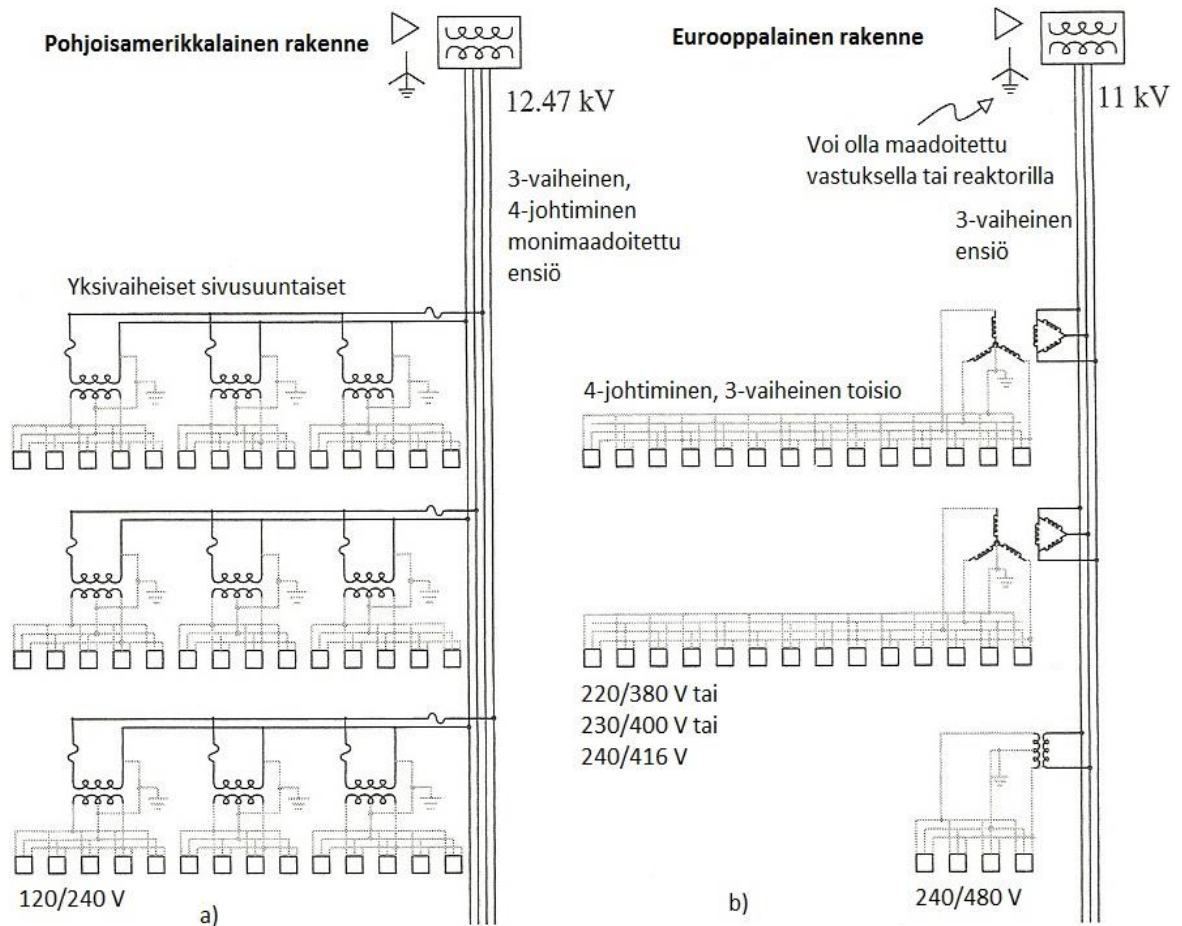 Pohjoisamerikkalainen rakenne
12.47 kV
3-vaiheinen,
4-johtiminen
monimaadoitettu
ensiö
Yksivaiheiset sivusuuntaiset
120/240 V
a)
Eurooppalainen rakenne
11 kV
Voi olla maadoitettu
vastuksella tai reaktorilla
3-vaiheinen
ensiö
4-johtiminen, 3-vaiheinen toisio
220/380 V tai
230/400 V tai
240/416 V
240/480 V
b)